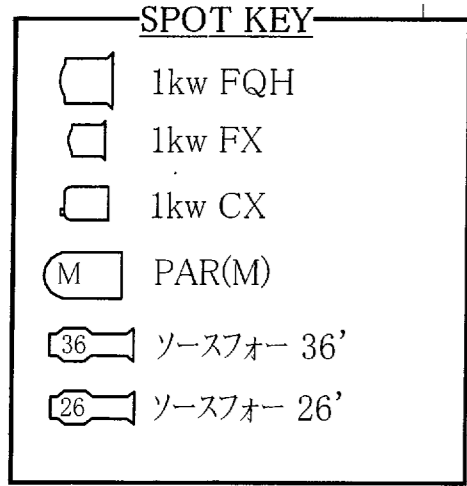 SPOT KEY
1kw FQH
1kw FX
1kw CX
M PAR(M)
36 ソースフォー 36’
26 ソースフォー 26’